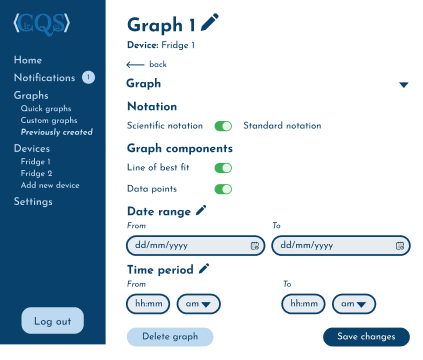 CQS
Home
Notifications 1
Graphs
Quick graphs
Custom graphs
Previously created
Devices
Fridge 1
Fridge 2
Add new device
Settings
Log out
Graph 1
Device: Fridge 1
back
Graph
Notation
Scientific notation Standard notation
Graph components
Line of best fit
Data points
Date range
From To
dd/mm/yyyy dd/mm/yyyy
Time period
From To
hh:mm am hh:mm am
Delete graph Save changes